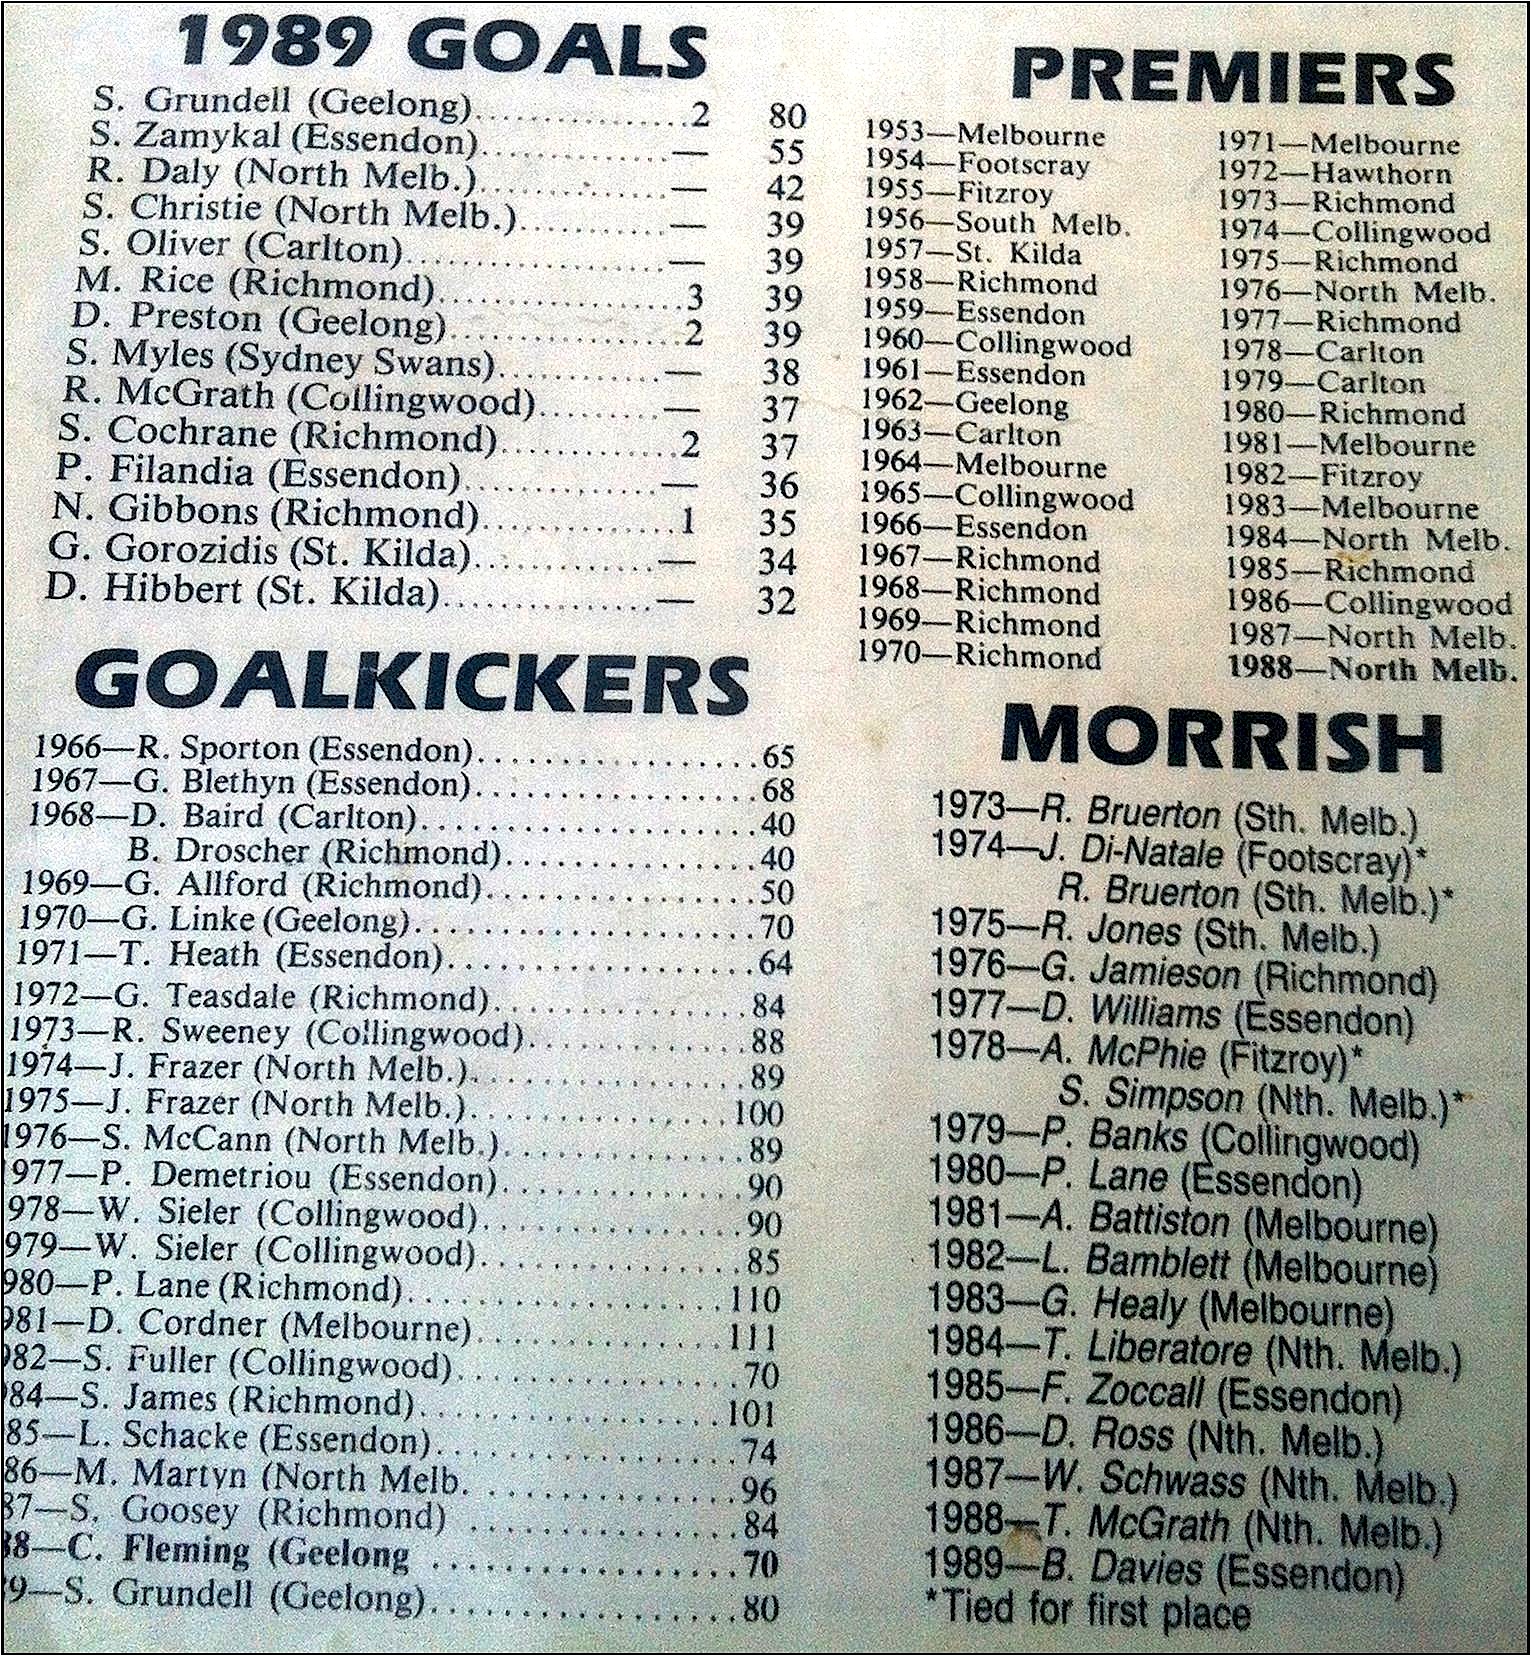 1989 GOALS
S. Grundell (Geelong)................2 80
S. Zamykal (Essendon)..............— 55
R. Daly (North Melb.)..............— 42
S. Christie (North Melb.)...........— 39
S. Oliver (Carlton)...................— 39
M. Rice (Richmond)...................3 39
D. Preston (Geelong)................2 39
S. Myles (Sydney Swans)............— 38
R. McGrath (Collingwood).........— 37
S. Cochrane (Richmond).............2 37
P. Filandia (Essendon)..............— 36
N. Gibbons (Richmond)..............1 35
G. Gorozidis (St. Kilda).............— 34
D. Hibbert (St. Kilda)...............— 32
GOALKICKERS
1966—R. Sporton (Essendon)..................65
1967—G. Blethyn (Essendon)..................68
1968—D. Baird (Carlton)......................40
B. Droscher (Richmond)................40
1969—G. Allford (Richmond)..................50
1970—G. Linke (Geelong)......................70
1971—T. Heath (Essendon)....................64
1972—G. Teasdale (Richmond)................84
1973—R. Sweeney (Collingwood).............88
1974—J. Frazer (North Melb.)..................89
1975—J. Frazer (North Melb.)................100
1976—S. McCann (North Melb.)...............89
977—P. Demetriou (Essendon)................90
978—W. Sieler (Collingwood).................90
979—W. Sieler (Collingwood).................85
980—P. Lane (Richmond)....................110
981—D. Cordner (Melbourne)................111
82—S. Fuller (Collingwood)..................70
84—S. James (Richmond)...................101
85—L. Schacke (Essendon)...................74
86—M. Martyn (North Melb. .................96
87—S. Goosey (Richmond) .................84
88—C. Fleming (Geelong ....................70
9—S. Grundell (Geelong).....................80
PREMIERS
1953—Melbourne
1954—Footscray
1955—Fitzroy
1956—South Melb.
1957—St. Kilda
1958—Richmond
1959—Essendon
1960—Collingwood
1961—Essendon
1962—Geelong
1963—Carlton
1964—Melbourne
1965—Collingwood
1966—Essendon
1967—Richmond
1968—Richmond
1969—Richmond
1970—Richmond
1971—Melbourne
1972—Hawthorn
1973—Richmond
1974—Collingwood
1975—Richmond
1976—North Melb.
1977—Richmond
1978—Carlton
1979—Carlton
1980—Richmond
1981—Melbourne
1982—Fitzroy
1983—Melbourne
1984—North Melb.
1985—Richmond
1986—Collingwood
1987—North Melb.
1988—North Melb.
MORRISH
1973—R. Bruerton (Sth. Melb.)
1974—J. Di-Natale (Footscray)*
R. Bruerton (Sth. Melb.)*
1975—R. Jones (Sth. Melb.)
1976—G. Jamieson (Richmond)
1977—D. Williams (Essendon)
1978—A. McPhie (Fitzroy)*
S. Simpson (Nth. Melb.)*
1979—P. Banks (Collingwood)
1980—P. Lane (Essendon)
1981—A. Battiston (Melbourne)
1982—L. Bamblett (Melbourne)
1983—G. Healy (Melbourne)
1984—T. Liberatore (Nth. Melb.)
1985—F. Zoccall (Essendon)
1986—D. Ross (Nth. Melb.)
1987—W. Schwass (Nth. Melb.)
1988—T. McGrath (Nth. Melb.)
1989—B. Davies (Essendon)
*Tied for first place